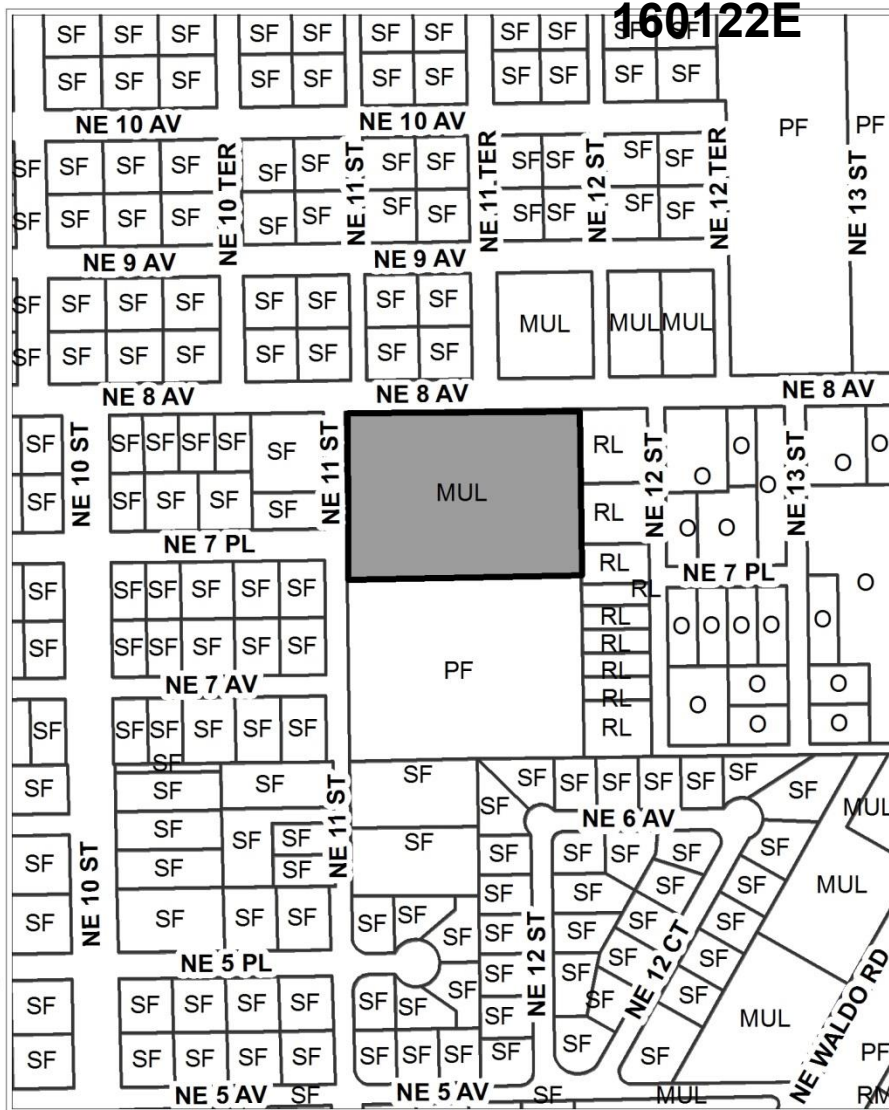 160122E
SF SF SF SF SF SF SF SF SF SF SF
SF SF SF SF SF SF SF SF SF SF SF
PF PF
NE 10 AV NE 10 AV
SF SF SF SF SF SF SF SF SF SF SF SF
SF SF SF SF SF SF SF SF SF SF SF SF
NE 10 TER
NE 11 ST
NE 11 TER
NE 12 ST
NE 12 TER
NE 13 ST
NE 9 AV NE 9 AV
SF SF SF SF SF SF SF SF MUL MUL MUL
SF SF SF SF SF SF SF SF
NE 8 AV NE 8 AV NE 8 AV
SF SF SF SF SF SF MUL RL O O O O
NE 10 ST
NE 11 ST
NE 12 ST
NE 13 ST
SF SF SF SF SF RL O O
NE 7 PL RL NE 7 PL
SF SF SF SF SF SF RL O
SF SF SF SF SF SF PF RL O O O O O
RL
NE 7 AV RL O O O
SF SF SF SF SF SF RL O O
SF
SF SF SF SF SF SF SF SF SF SF SF
SF SF MUL
SF SF SF SF NE 6 AV
SF SF SF SF SF SF SF
NE 11 ST
NE 10 ST
SF SF SF SF SF SF MUL
SF SF SF SF SF SF SF SF SF SF
NE 5 PL SF SF SF SF SF
NE 12 ST
NE 12 CT
SF SF SF SF SF SF SF SF SF SF SF MUL
NE WALDO RD
SF SF SF SF SF SF SF SF SF SF SF PF
NE 5 AV SF NE 5 AV SF MUL RM